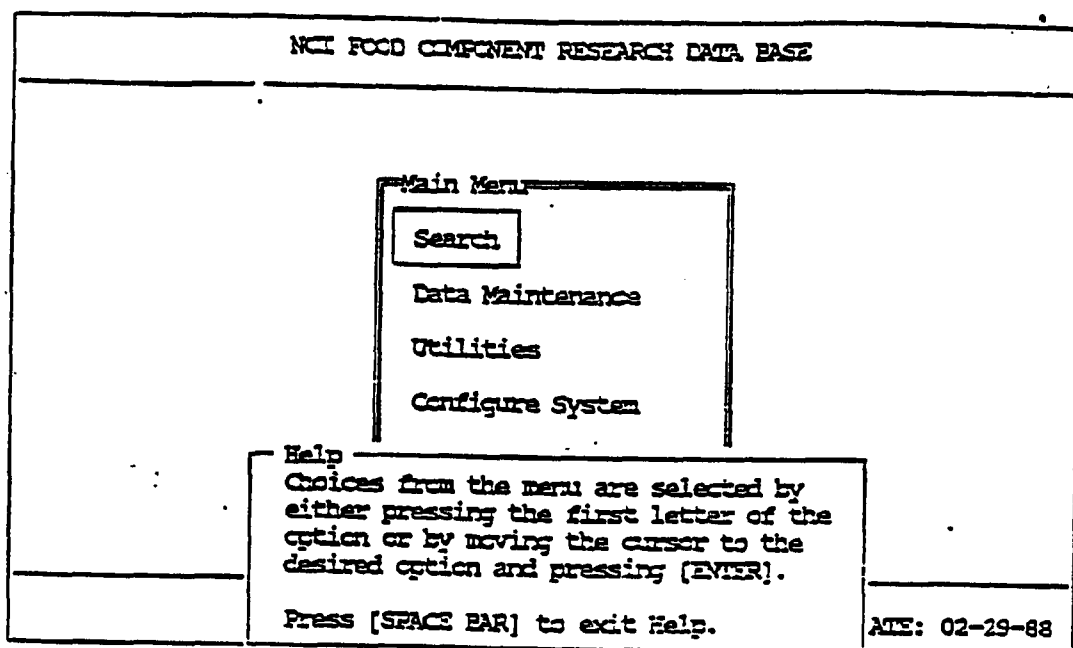 NCI FOOD COMPONENT RESEARCH DATA BASE
Main Menu
Search
Data Maintenance
Utilities
Configure System
Help
Choices from the menu are selected by
either pressing the first letter of the
option or by moving the cursor to the
desired option and pressing [ENTER].
Press [SPACE BAR] to exit Help.
ATE: 02-29-88